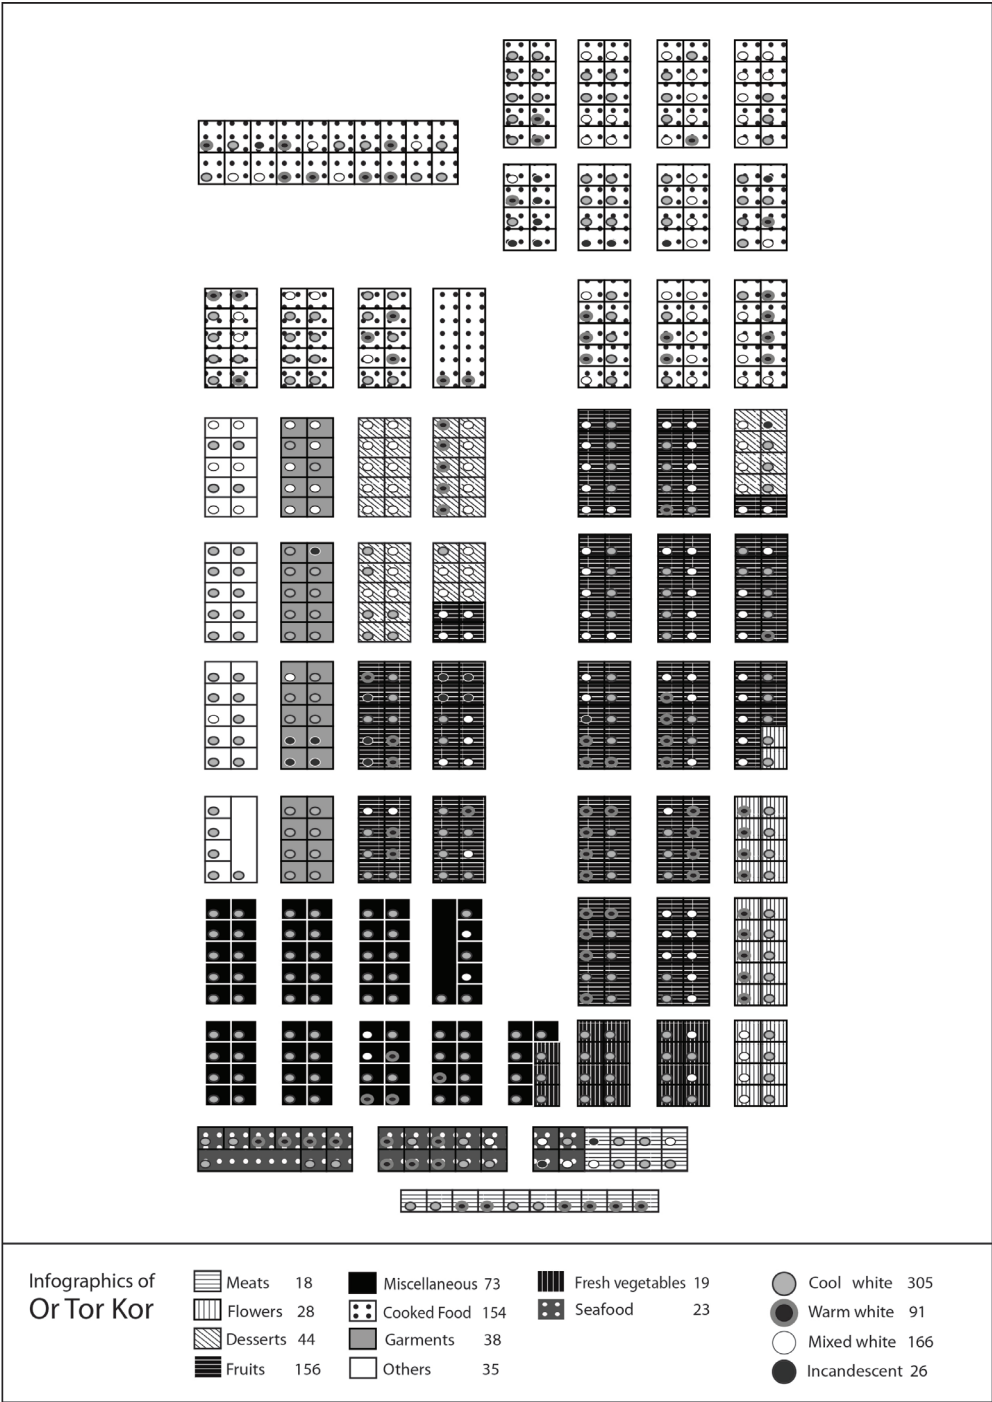 Infographics of
Or Tor Kor
Meats 18
Flowers 28
Desserts 44
Fruits 156
Miscellaneous 73
Cooked Food 154
Garments 38
Others 35
Fresh vegetables 19
Seafood 23
Cool white 305
Warm white 91
Mixed white 166
Incandescent 26